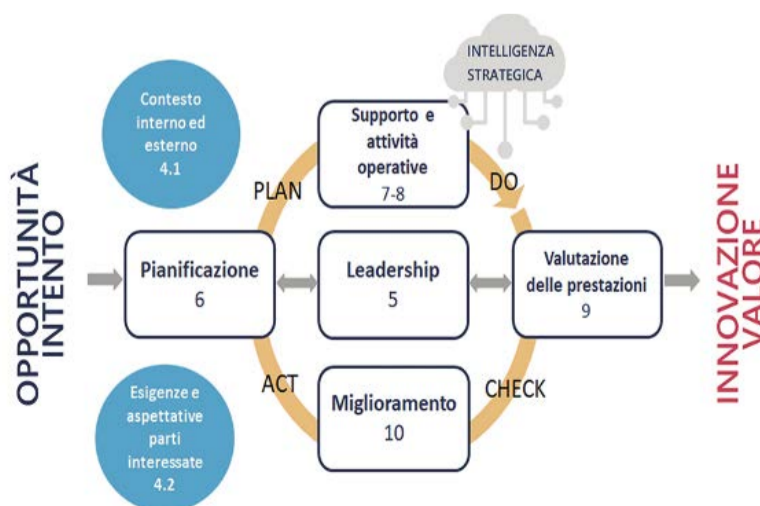 OPPORTUNITÀ
INTENTO
Contesto
interno ed
esterno
4.1
INTELLIGENZA
STRATEGICA
Supporto e
attività
operative
7-8
PLAN
DO
Pianificazione
6
Leadership
5
Valutazione
delle prestazioni
9
ACT
CHECK
Miglioramento
10
Esigenze e
aspettative
parti
interessate
4.2
INNOVAZIONE
VALORE